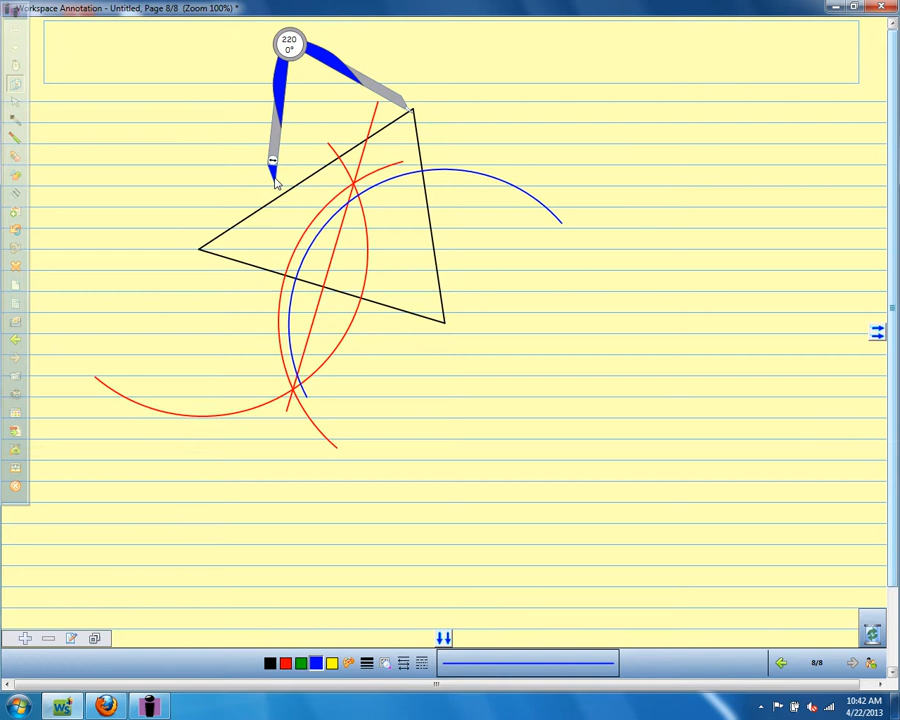 Workspace Annotation - Untitled, Page 8/8 (Zoom 100%) *
220
0°
8/8
10:42 AM
4/22/2013